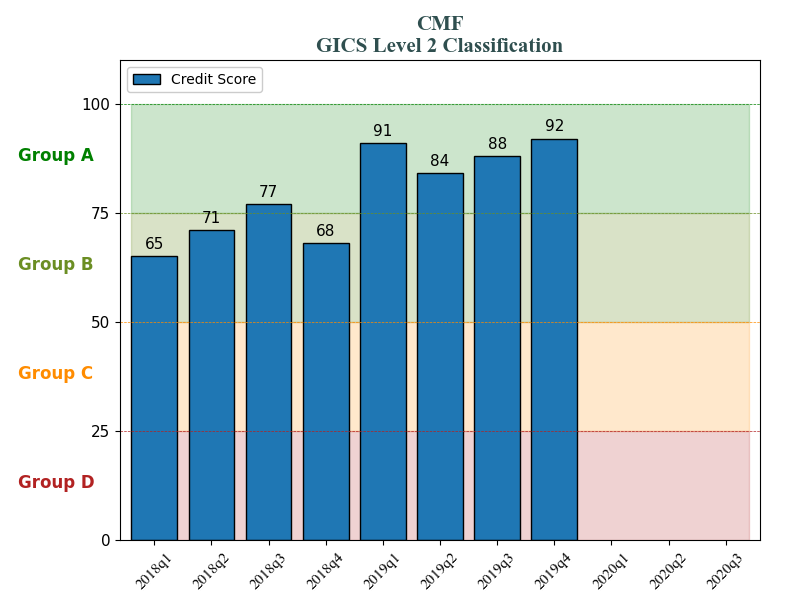 CMF
GICS Level 2 Classification
Credit Score
100
75
50
25
0
Group A
Group B
Group C
Group D
65
71
77
68
91
84
88
92
2018q1
2018q2
2018q3
2018q4
2019q1
2019q2
2019q3
2019q4
2020q1
2020q2
2020q3